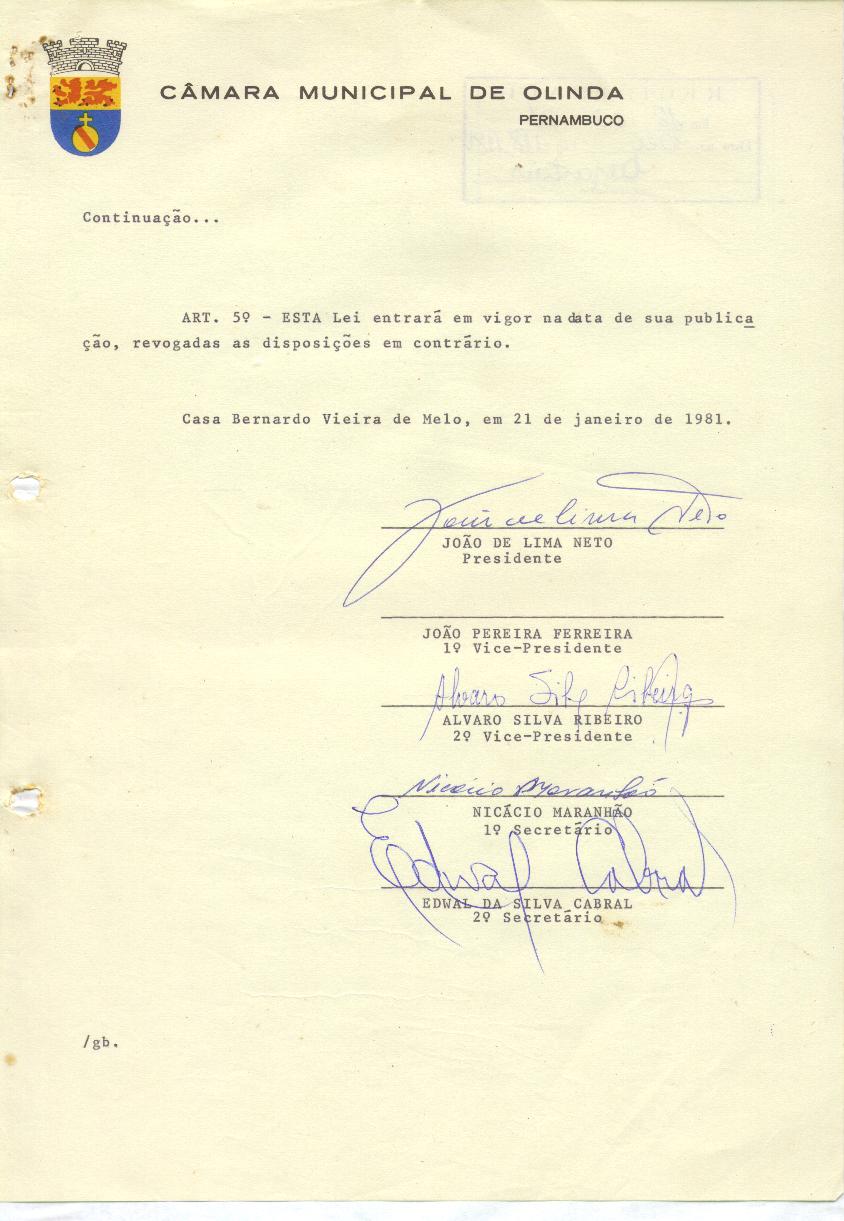 CÂMARA MUNICIPAL DE OLINDA
PERNAMBUCO
Continuação...
ART. 5º - ESTA Lei entrará em vigor na data de sua publica
ção, revogadas as disposições em contrário.
Casa Bernardo Vieira de Melo, em 21 de janeiro de 1981.
João de Lima Neto
JOÃO DE LIMA NETO
Presidente
JOÃO PEREIRA FERREIRA
1º Vice-Presidente
Alvaro Silva Ribeiro
ALVARO SILVA RIBEIRO
2º Vice-Presidente
Nicácio Maranhão
NICÁCIO MARANHÃO
1º Secretário
Edwal Cabral
EDWAL DA SILVA CABRAL
2º Secretário
/gb.